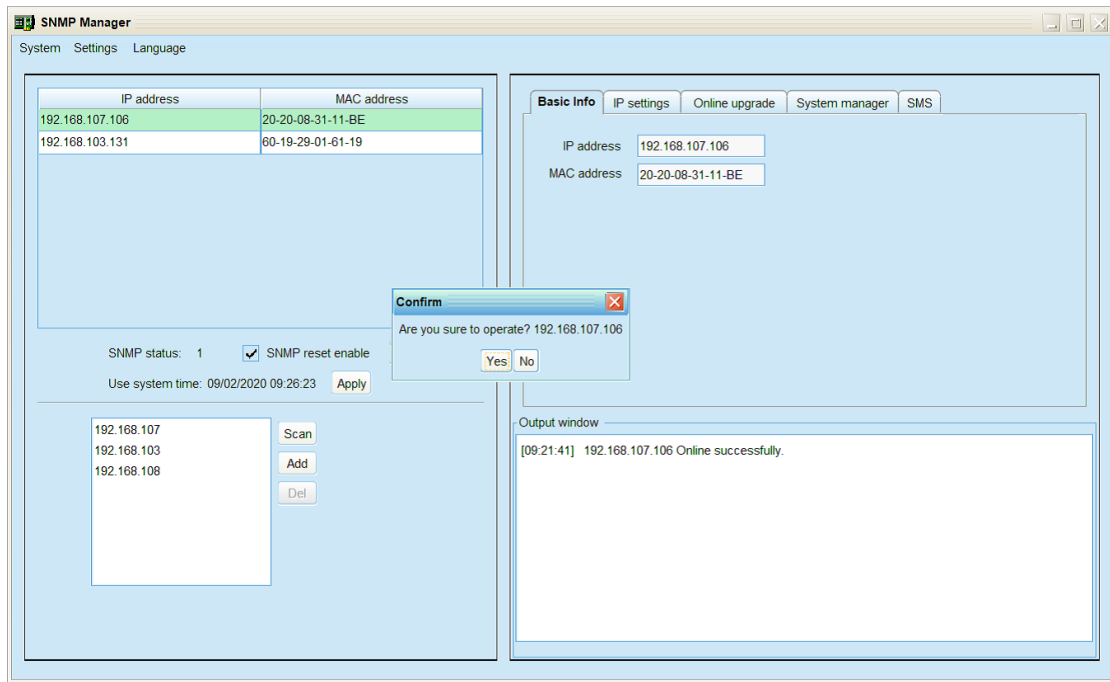 SNMP Manager
System Settings Language
IP address MAC address
192.168.107.106 20-20-08-31-11-BE
192.168.103.131 60-19-29-01-61-19
SNMP status: 1 SNMP reset enable
Use system time: 09/02/2020 09:26:23 Apply
192.168.107
192.168.103
192.168.108
Scan
Add
Del
Basic Info IP settings Online upgrade System manager SMS
IP address 192.168.107.106
MAC address 20-20-08-31-11-BE
Confirm
Are you sure to operate? 192.168.107.106
Yes No
Output window
[09:21:41] 192.168.107.106 Online successfully.